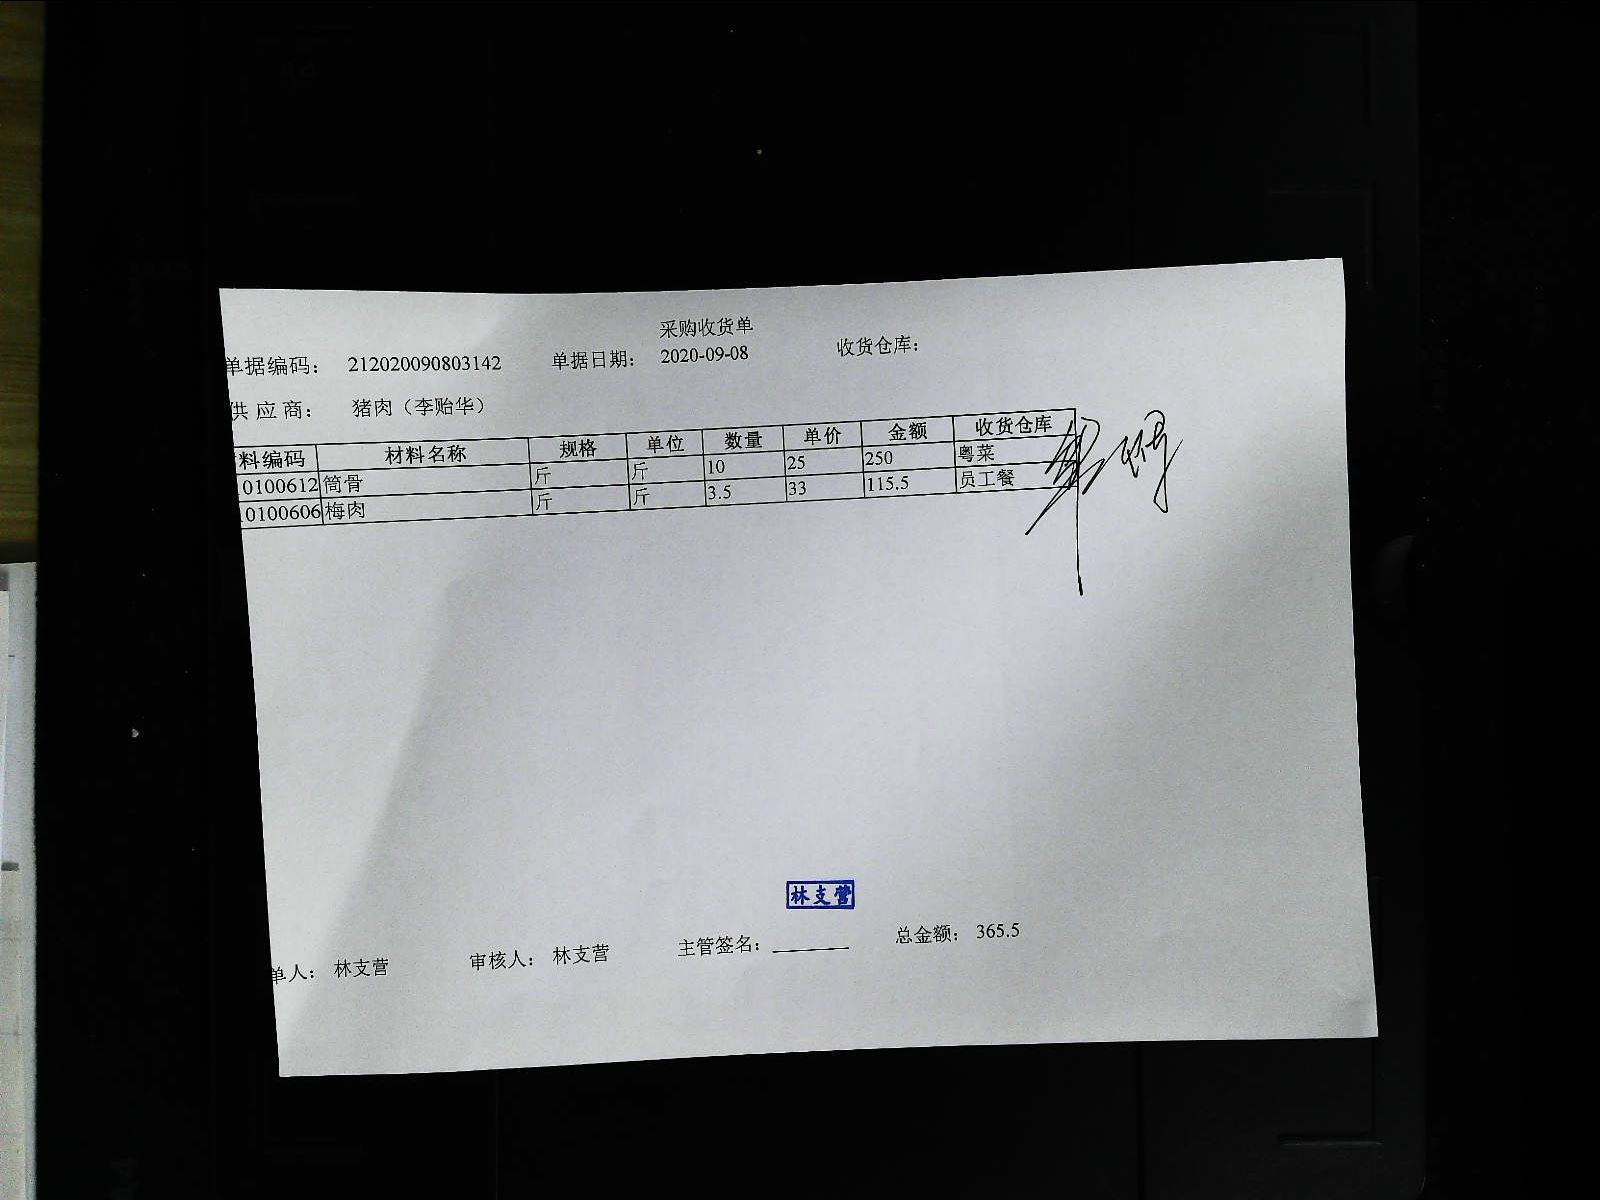 采购收货单
单据编码： 212020090803142 单据日期： 2020-09-08 收货仓库：
供应商： 猪肉（李贻华）
料编码 材料名称 规格 单位 数量 单价 金额 收货仓库
10100612 筒骨 斤 斤 10 25 250 粤菜
10100606 梅肉 斤 斤 3.5 33 115.5 员工餐
林支营
单人： 林支营 审核人： 林支营 主管签名： 总金额： 365.5